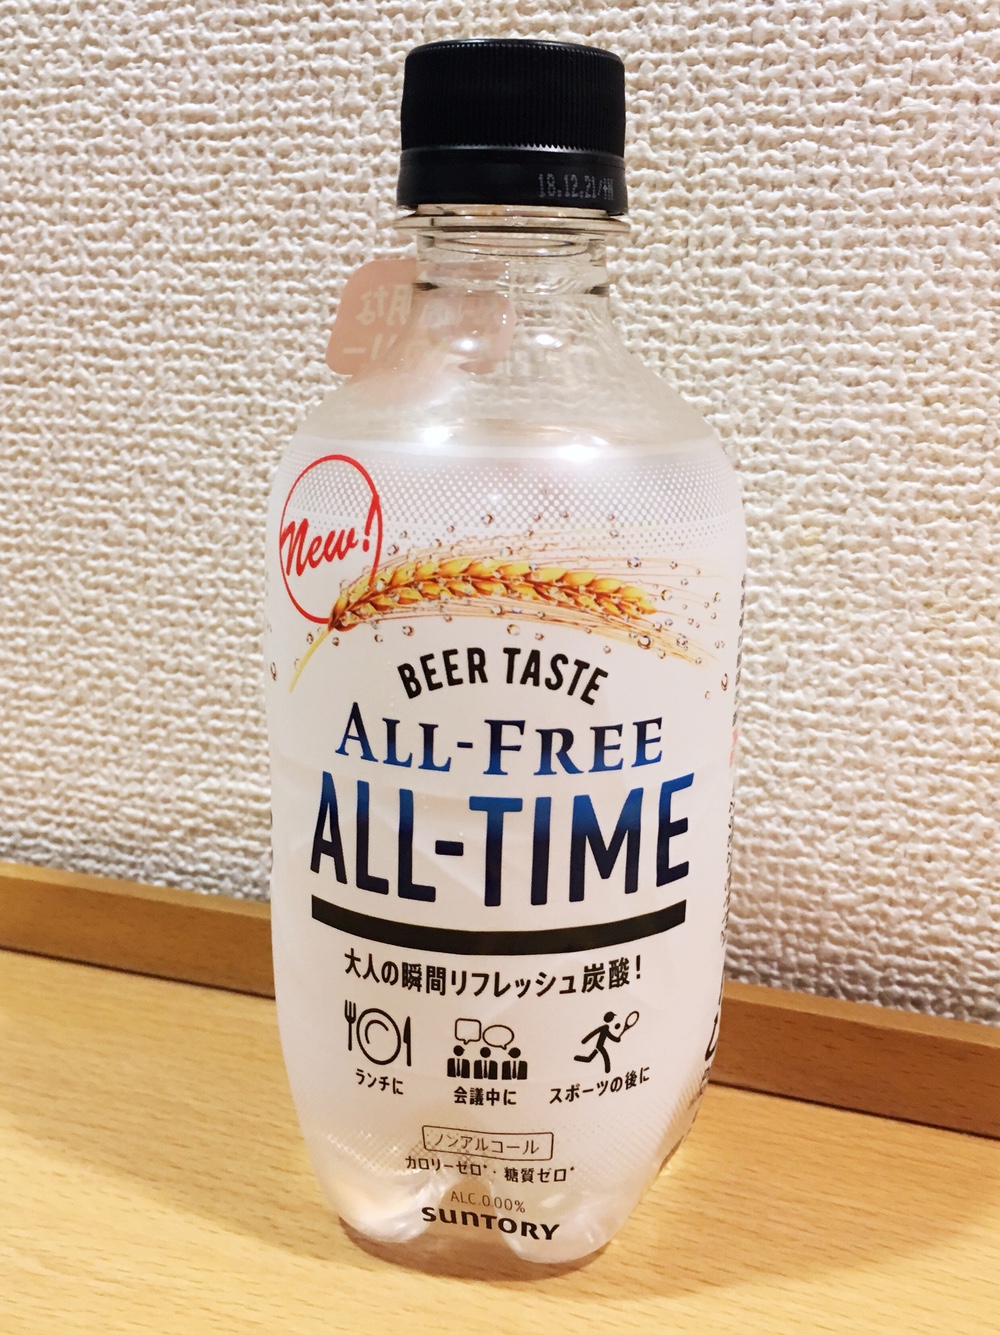 18.12.21/+H
New!
BEER TASTE
ALL-FREE
ALL-TIME
大人の瞬間リフレッシュ炭酸!
ランチに
会議中に
スポーツの後に
ノンアルコール
カロリーゼロ*・糖質ゼロ*
ALC.0.00%
SUNTORY